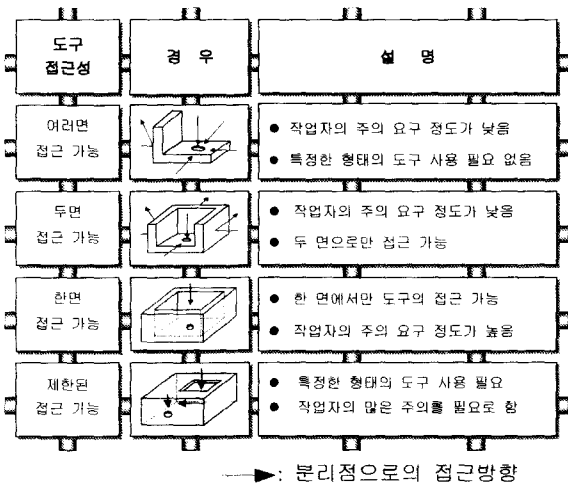 도구
접근성
경 우
설 명
여러면
접근 가능
● 작업자의 주의 요구 정도가 낮음
● 특정한 형태의 도구 사용 필요 없음
두면
접근 가능
● 작업자의 주의 요구 정도가 낮음
● 두 면으로만 접근 가능
한면
접근 가능
● 한 면에서만 도구의 접근 가능
● 작업자의 주의 요구 정도가 높음
제한된
접근 가능
● 특정한 형태의 도구 사용 필요
● 작업자의 많은 주의를 필요로 함
: 분리점으로의 접근방향